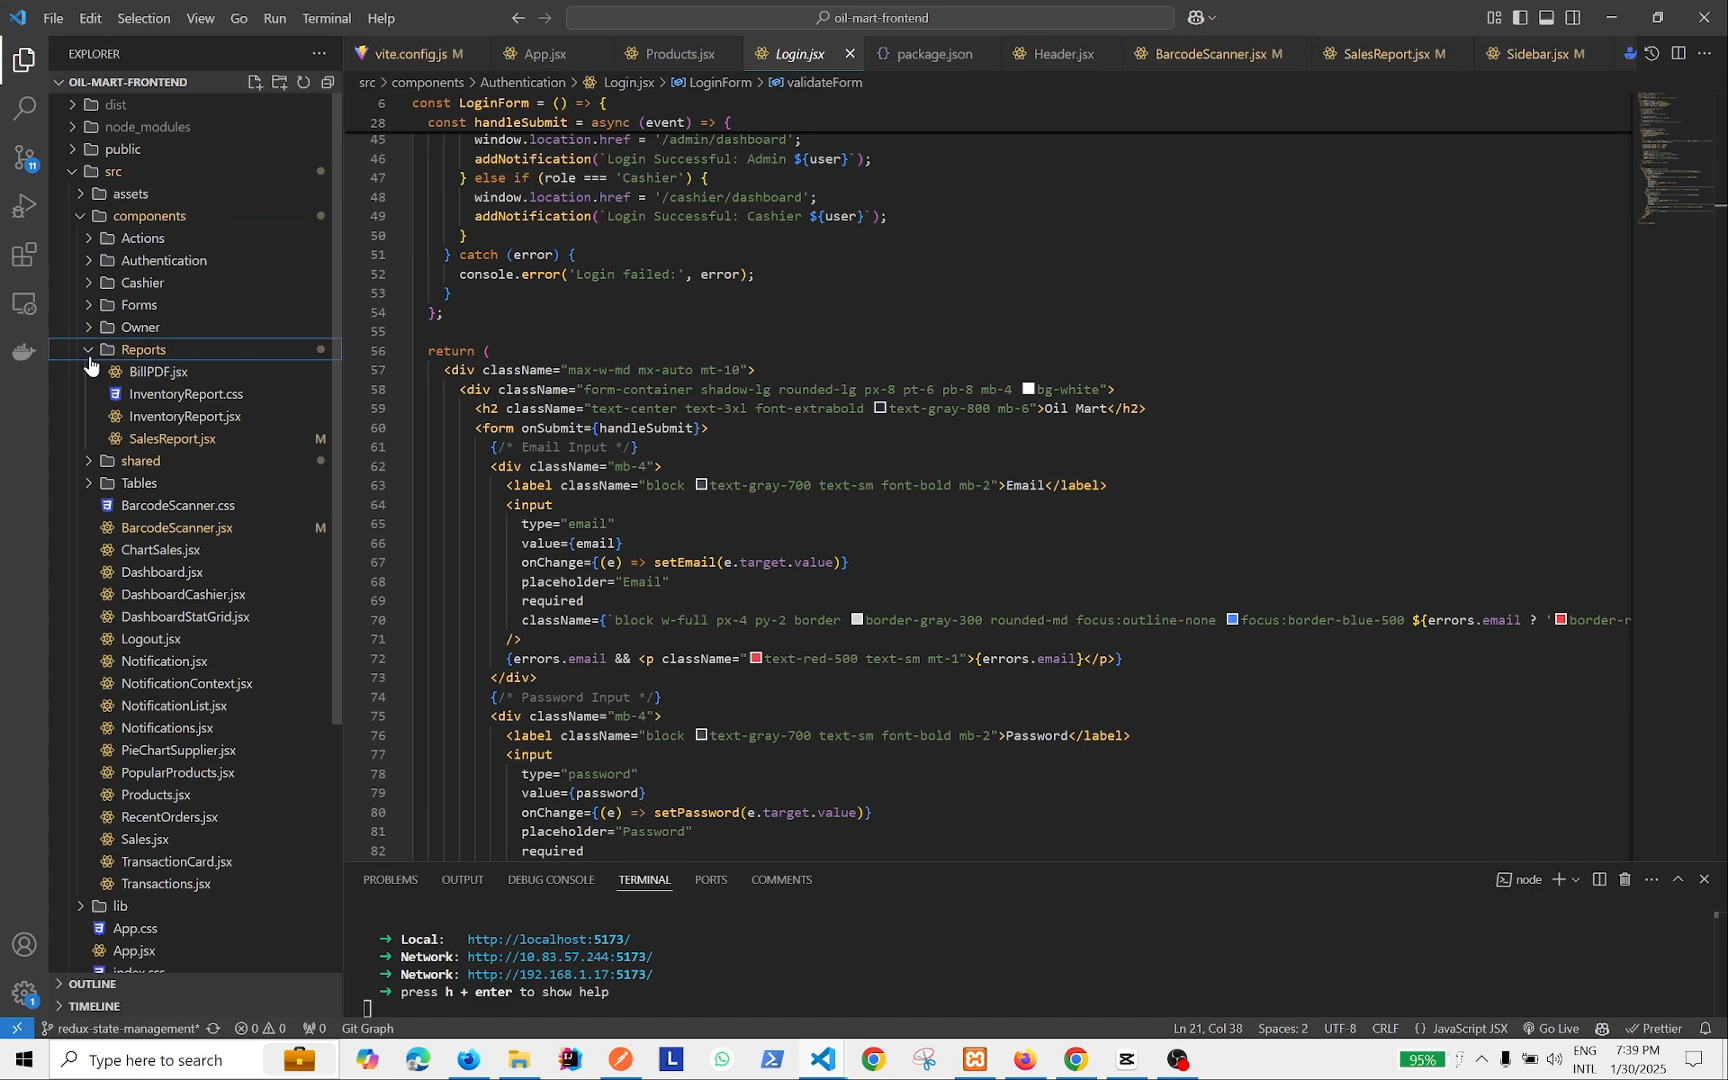 File Edit Selection View Go Run Terminal Help
oil-mart-frontend
EXPLORER
vite.config.js M
App.jsx
Products.jsx
Login.jsx
package.json
Header.jsx
BarcodeScanner.jsx M
SalesReport.jsx M
Sidebar.jsx M
OIL-MART-FRONTEND
src > components > Authentication > Login.jsx > LoginForm > validateForm
dist
node_modules
public
src
assets
components
Actions
Authentication
Cashier
Forms
Owner
Reports
BillPDF.jsx
InventoryReport.css
InventoryReport.jsx
SalesReport.jsx M
shared
Tables
BarcodeScanner.css
BarcodeScanner.jsx M
ChartSales.jsx
Dashboard.jsx
DashboardCashier.jsx
DashboardStatGrid.jsx
Logout.jsx
Notification.jsx
NotificationContext.jsx
NotificationList.jsx
Notifications.jsx
PieChartSupplier.jsx
PopularProducts.jsx
Products.jsx
RecentOrders.jsx
Sales.jsx
TransactionCard.jsx
Transactions.jsx
lib
App.css
App.jsx
index.css
OUTLINE
TIMELINE
11
1
6 const LoginForm = () => {
28 const handleSubmit = async (event) => {
45 window.location.href = '/admin/dashboard';
46 addNotification(`Login Successful: Admin ${user}`);
47 } else if (role === 'Cashier') {
48 window.location.href = '/cashier/dashboard';
49 addNotification(`Login Successful: Cashier ${user}`);
50 }
51 } catch (error) {
52 console.error('Login failed:', error);
53 }
54 };
55
56 return (
57 <div className="max-w-md mx-auto mt-10">
58 <div className="form-container shadow-lg rounded-lg px-8 pt-6 pb-8 mb-4 bg-white">
59 <h2 className="text-center text-3xl font-extrabold text-gray-800 mb-6">Oil Mart</h2>
60 <form onSubmit={handleSubmit}>
61 {/* Email Input */}
62 <div className="mb-4">
63 <label className="block text-gray-700 text-sm font-bold mb-2">Email</label>
64 <input
65 type="email"
66 value={email}
67 onChange={(e) => setEmail(e.target.value)}
68 placeholder="Email"
69 required
70 className={`block w-full px-4 py-2 border border-gray-300 rounded-md focus:outline-none focus:border-blue-500 ${errors.email ? 'border-r
71 />
72 {errors.email && <p className="text-red-500 text-sm mt-1">{errors.email}</p>}
73 </div>
74 {/* Password Input */}
75 <div className="mb-4">
76 <label className="block text-gray-700 text-sm font-bold mb-2">Password</label>
77 <input
78 type="password"
79 value={password}
80 onChange={(e) => setPassword(e.target.value)}
81 placeholder="Password"
82 required
PROBLEMS OUTPUT DEBUG CONSOLE TERMINAL PORTS COMMENTS
node
➜ Local: http://localhost:5173/
➜ Network: http://10.83.57.244:5173/
➜ Network: http://192.168.1.17:5173/
➜ press h + enter to show help
redux-state-management* 0 0 0 Git Graph
Ln 21, Col 38 Spaces: 2 UTF-8 CRLF {} JavaScript JSX Go Live Prettier
Type here to search
L
95%
ENG
INTL
7:39 PM
1/30/2025